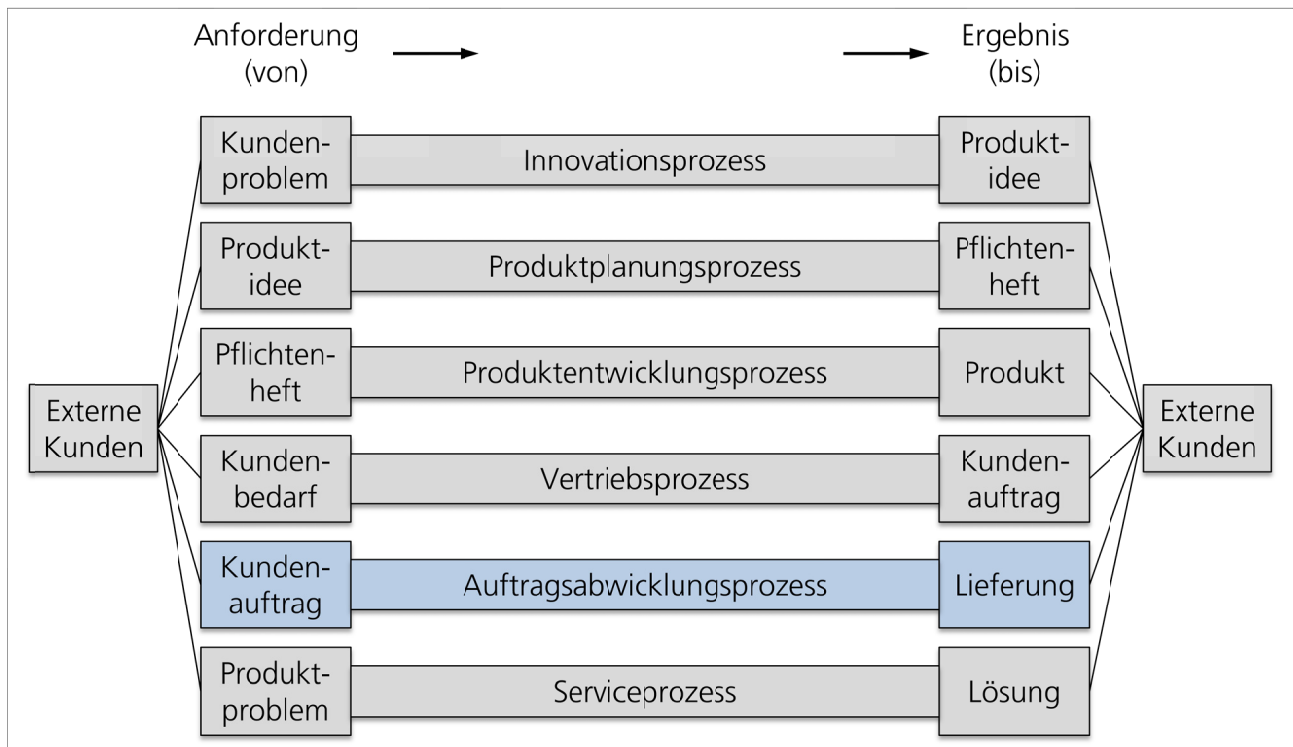 Anforderung
(von)
Ergebnis
(bis)
Kunden-
problem
Innovationsprozess
Produkt-
idee
Produkt-
idee
Produktplanungsprozess
Pflichten-
heft
Pflichten-
heft
Produktentwicklungsprozess
Produkt
Externe
Kunden
Externe
Kunden
Kunden-
bedarf
Vertriebsprozess
Kunden-
auftrag
Kunden-
auftrag
Auftragsabwicklungsprozess
Lieferung
Produkt-
problem
Serviceprozess
Lösung